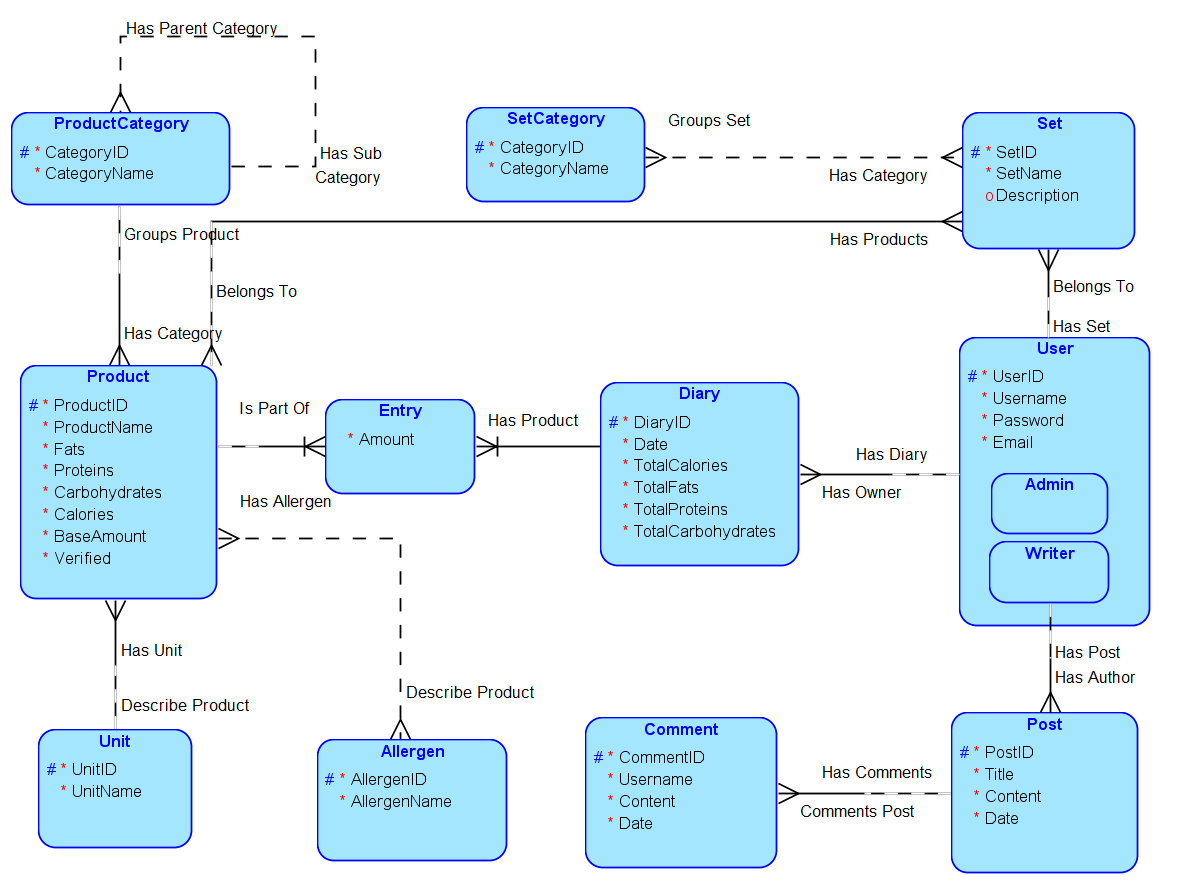 Has Parent Category
ProductCategory
# * CategoryID
* CategoryName
Has Sub
Category
SetCategory
# * CategoryID
* CategoryName
Groups Set
Has Category
Set
# * SetID
* SetName
o Description
Groups Product
Has Products
Belongs To
Has Category
Belongs To
Has Set
Product
# * ProductID
* ProductName
* Fats
* Proteins
* Carbohydrates
* Calories
* BaseAmount
* Verified
Is Part Of
Entry
* Amount
Has Product
Has Allergen
Diary
# * DiaryID
* Date
* TotalCalories
* TotalFats
* TotalProteins
* TotalCarbohydrates
Has Diary
Has Owner
User
# * UserID
* Username
* Password
* Email
Admin
Writer
Has Unit
Describe Product
Unit
# * UnitID
* UnitName
Describe Product
Allergen
# * AllergenID
* AllergenName
Has Post
Has Author
Comment
# * CommentID
* Username
* Content
* Date
Has Comments
Comments Post
Post
# * PostID
* Title
* Content
* Date